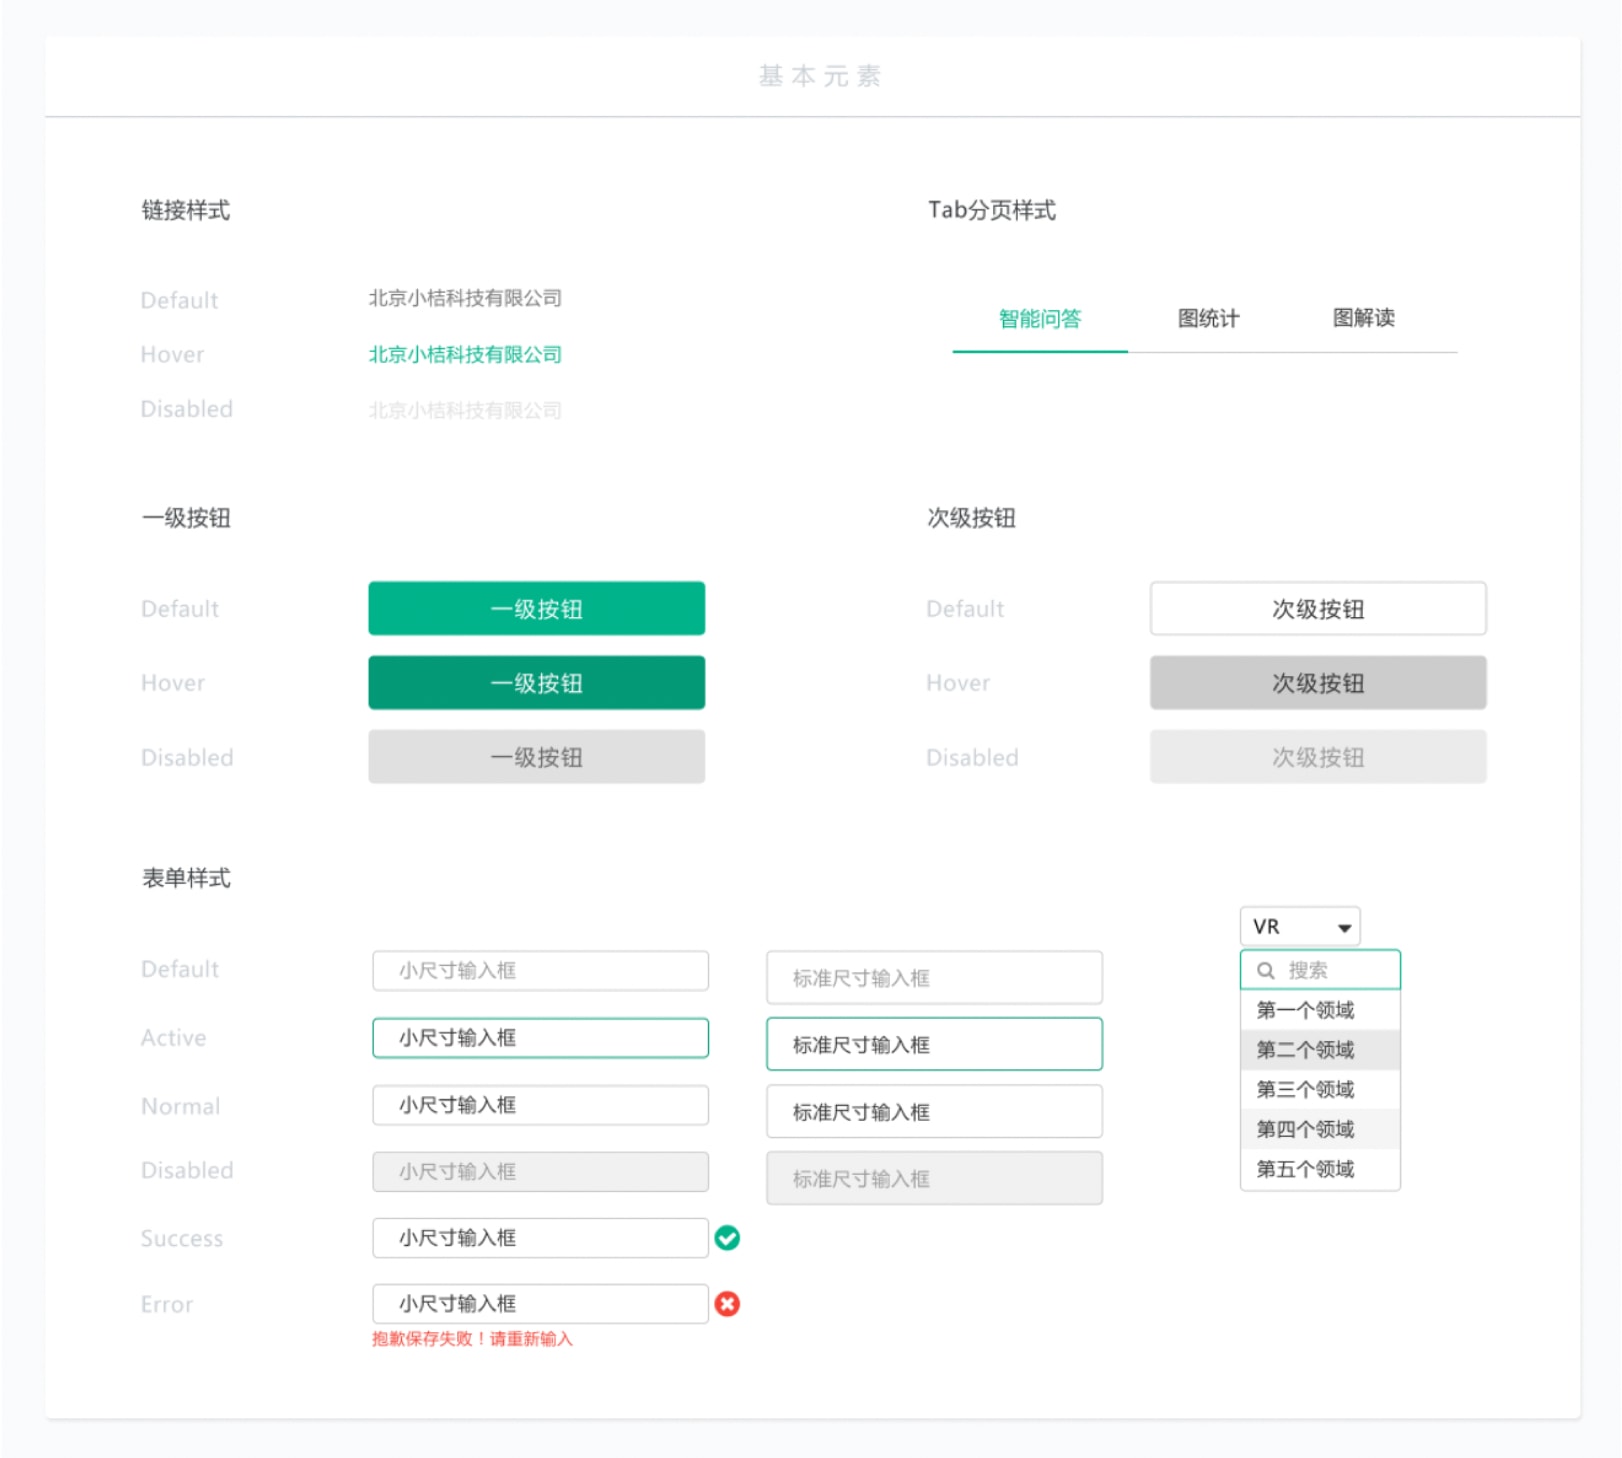 基本元素
链接样式
Default 北京小桔科技有限公司
Hover 北京小桔科技有限公司
Disabled 北京小桔科技有限公司
Tab分页样式
智能问答 图统计 图解读
一级按钮
Default 一级按钮
Hover 一级按钮
Disabled 一级按钮
次级按钮
Default 次级按钮
Hover 次级按钮
Disabled 次级按钮
表单样式
Default 小尺寸输入框 标准尺寸输入框
Active 小尺寸输入框 标准尺寸输入框
Normal 小尺寸输入框 标准尺寸输入框
Disabled 小尺寸输入框 标准尺寸输入框
Success 小尺寸输入框
Error 小尺寸输入框
抱歉保存失败！请重新输入
VR
搜索
第一个领域
第二个领域
第三个领域
第四个领域
第五个领域